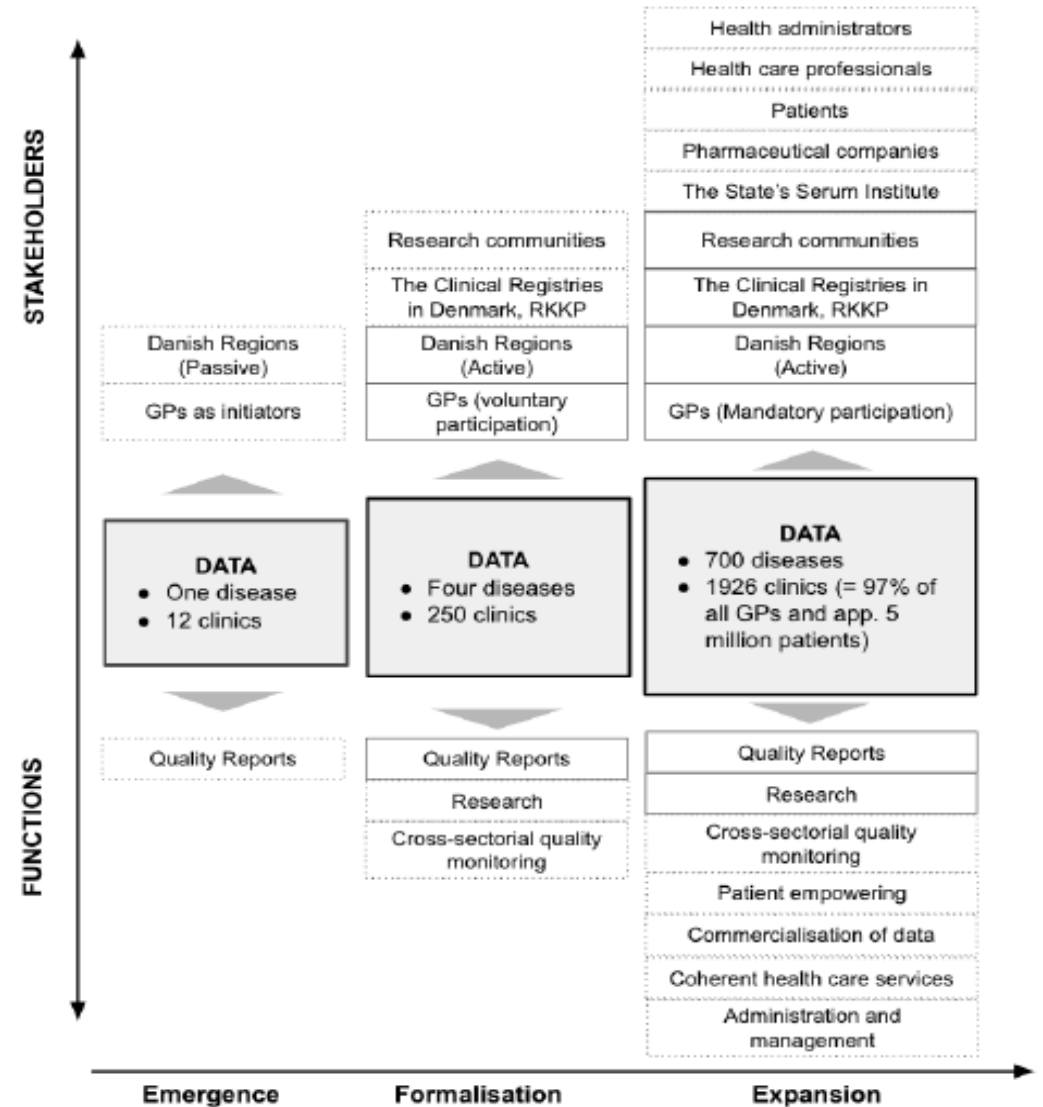 STAKEHOLDERS
FUNCTIONS
Danish Regions
(Passive)
GPs as initiators
DATA
● One disease
● 12 clinics
Quality Reports
Research communities
The Clinical Registries
in Denmark, RKKP
Danish Regions
(Active)
GPs (voluntary
participation)
DATA
● Four diseases
● 250 clinics
Quality Reports
Research
Cross-sectorial quality
monitoring
Health administrators
Health care professionals
Patients
Pharmaceutical companies
The State's Serum Institute
Research communities
The Clinical Registries in
Denmark, RKKP
Danish Regions
(Active)
GPs (Mandatory participation)
DATA
● 700 diseases
● 1926 clinics (= 97% of
all GPs and app. 5
million patients)
Quality Reports
Research
Cross-sectorial quality
monitoring
Patient empowering
Commercialisation of data
Coherent health care services
Administration and
management
Emergence
Formalisation
Expansion